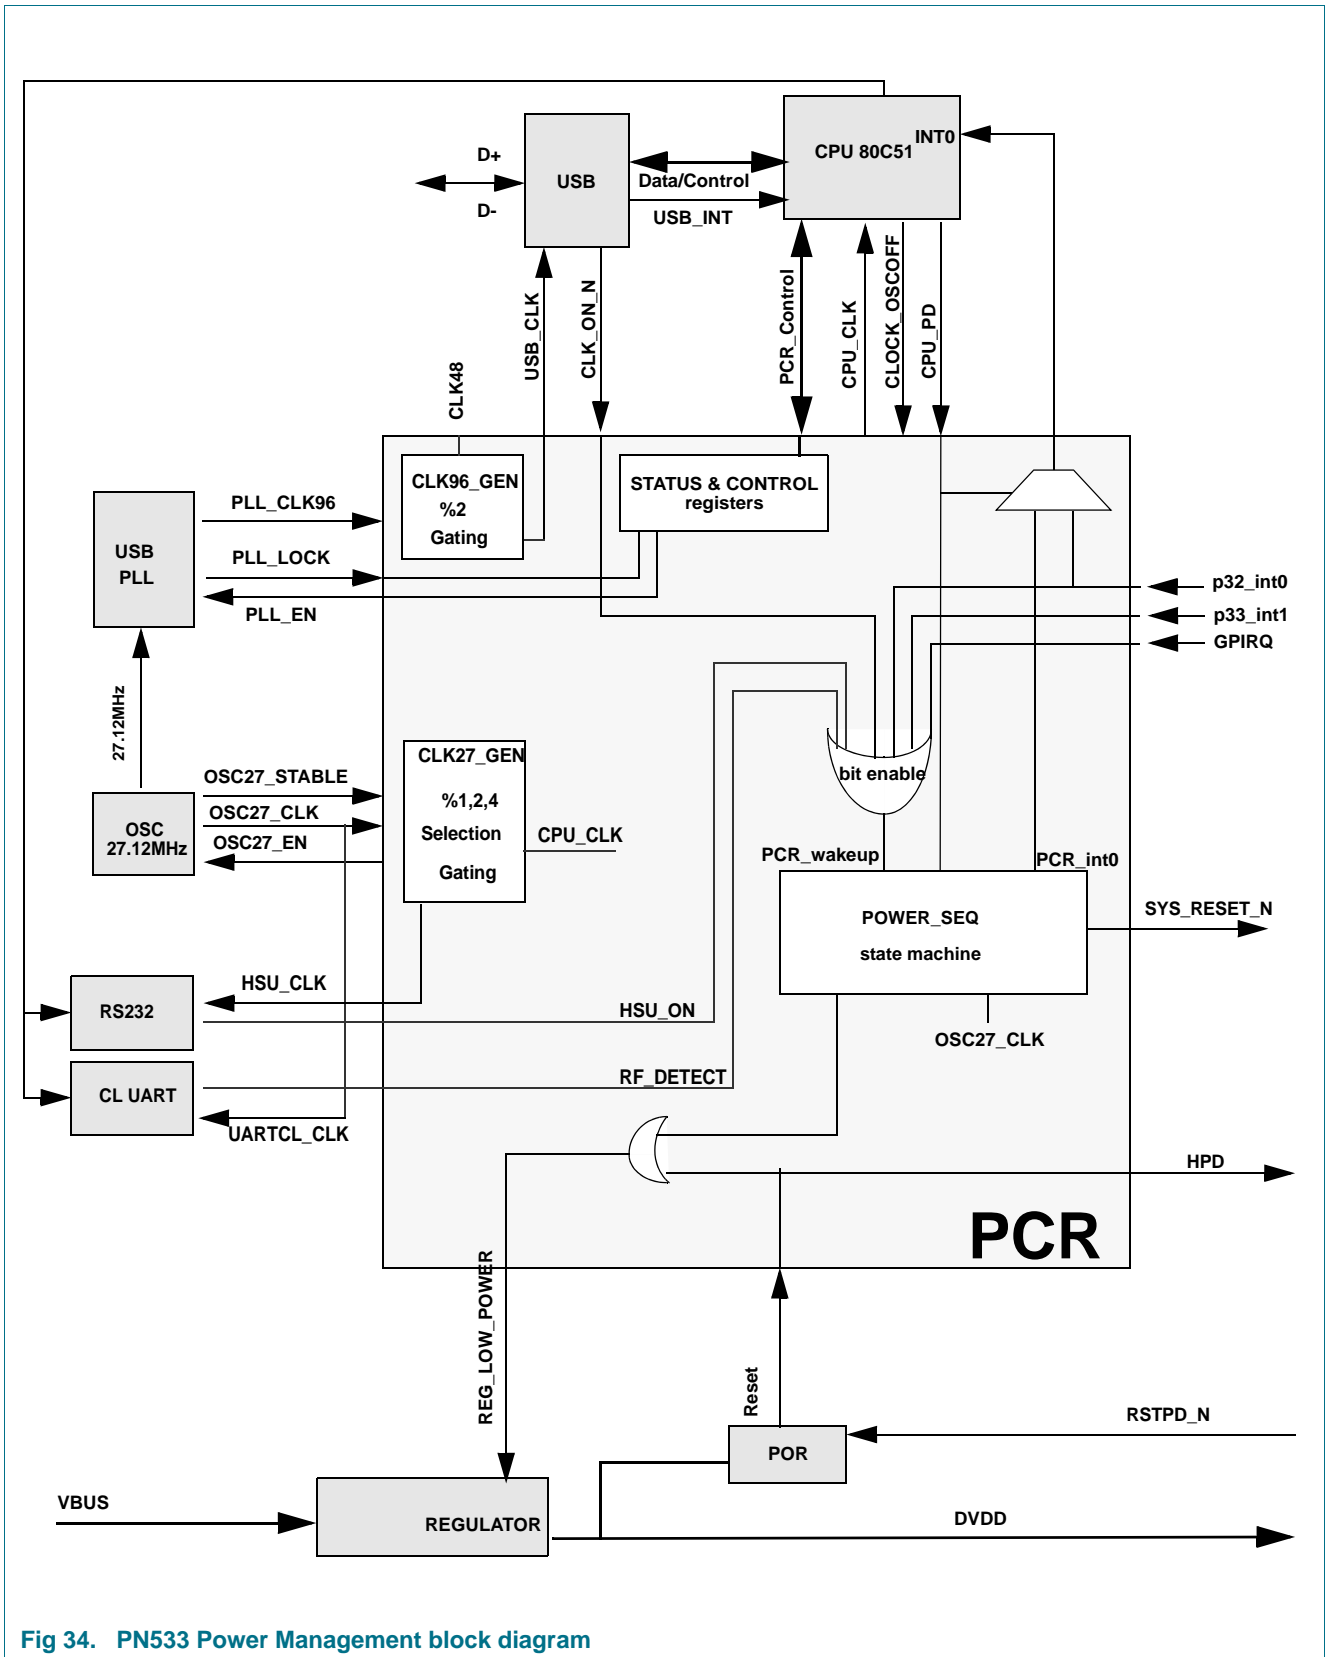 INT0
CPU 80C51
D+
USB
Data/Control
D-
USB_INT
USB_CLK
CLK_ON_N
PCR_Control
CPU_CLK
CLOCK_OSCOFF
CPU_PD
CLK48
CLK96_GEN
%2
Gating
STATUS & CONTROL
registers
PLL_CLK96
USB
PLL
PLL_LOCK
PLL_EN
p32_int0
p33_int1
GPIRQ
27.12MHz
CLK27_GEN
%1,2,4
Selection
Gating
bit enable
OSC27_STABLE
OSC27_CLK
OSC27_EN
OSC
27.12MHz
CPU_CLK
PCR_wakeup
PCR_int0
POWER_SEQ
state machine
SYS_RESET_N
HSU_CLK
RS232
HSU_ON
OSC27_CLK
RF_DETECT
CL UART
UARTCL_CLK
HPD
PCR
REG_LOW_POWER
Reset
RSTPD_N
POR
VBUS
REGULATOR
DVDD
Fig 34. PN533 Power Management block diagram